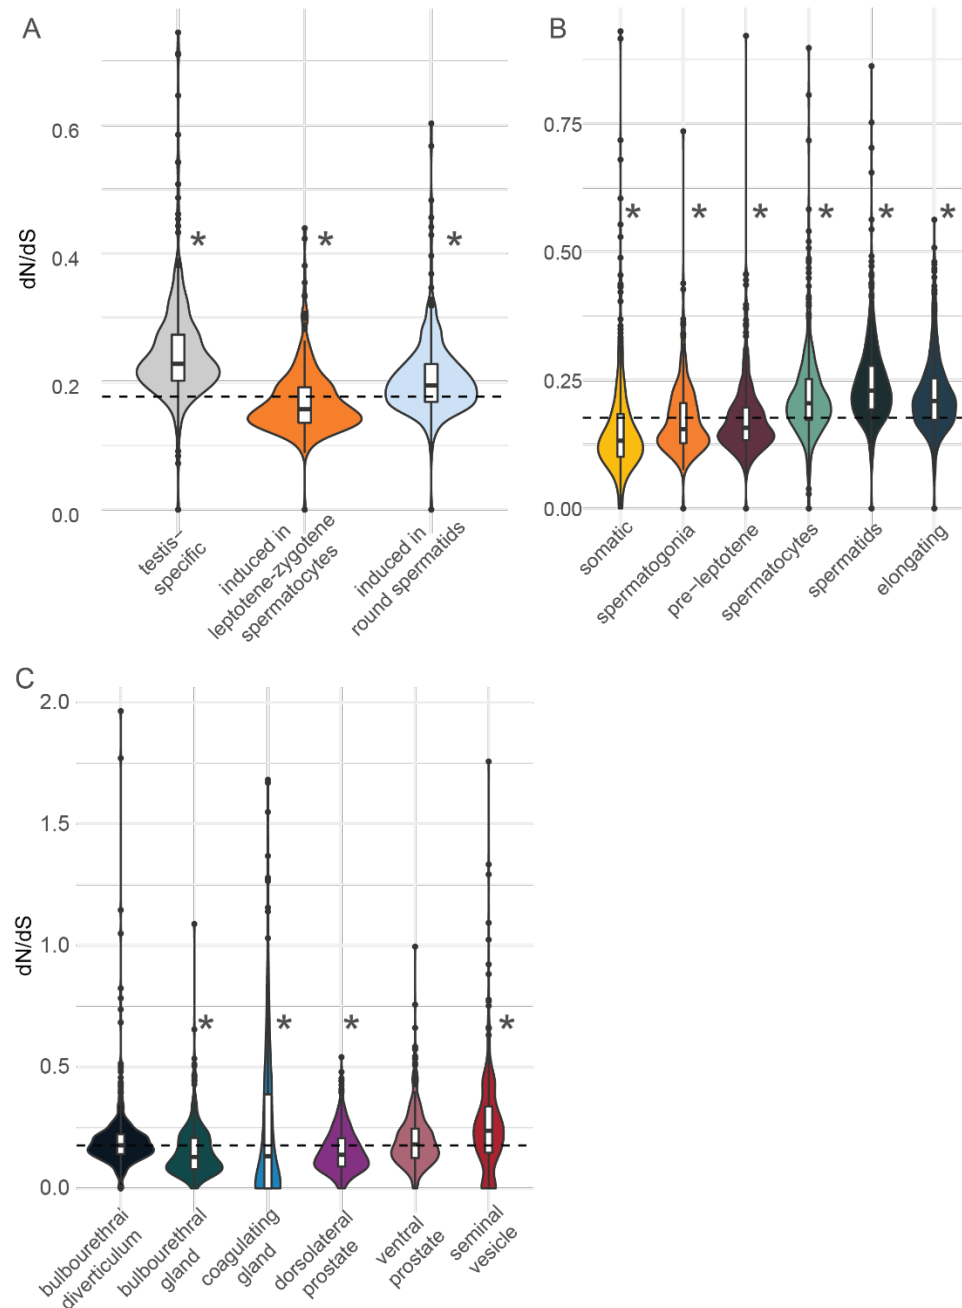 A
dN/dS
0.6
0.4
0.2
0.0
*
*
*
testis-
specific
induced in
leptotene-zygotene
spermatocytes
induced in
round spermatids
B
0.75
0.50
0.25
0.00
*
*
*
*
*
*
somatic
spermatogonia
pre-leptotene
spermatocytes
spermatids
elongating
C
dN/dS
2.0
1.5
1.0
0.5
0.0
*
*
*
*
bulbourethral
diverticulum
bulbourethral
gland
coagulating
gland
dorsolateral
prostate
ventral
prostate
seminal
vesicle